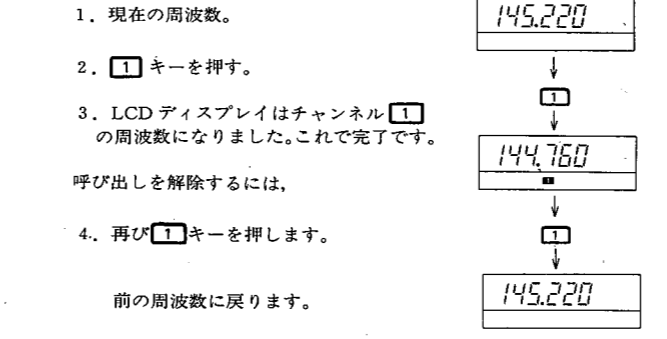 1．現在の周波数。
145.220
2．1 キーを押す。
1
3．LCD ディスプレイはチャンネル 1
の周波数になりました。これで完了です。
144.760
1
呼び出しを解除するには，
4．再び 1 キーを押します。
1
前の周波数に戻ります。
145.220